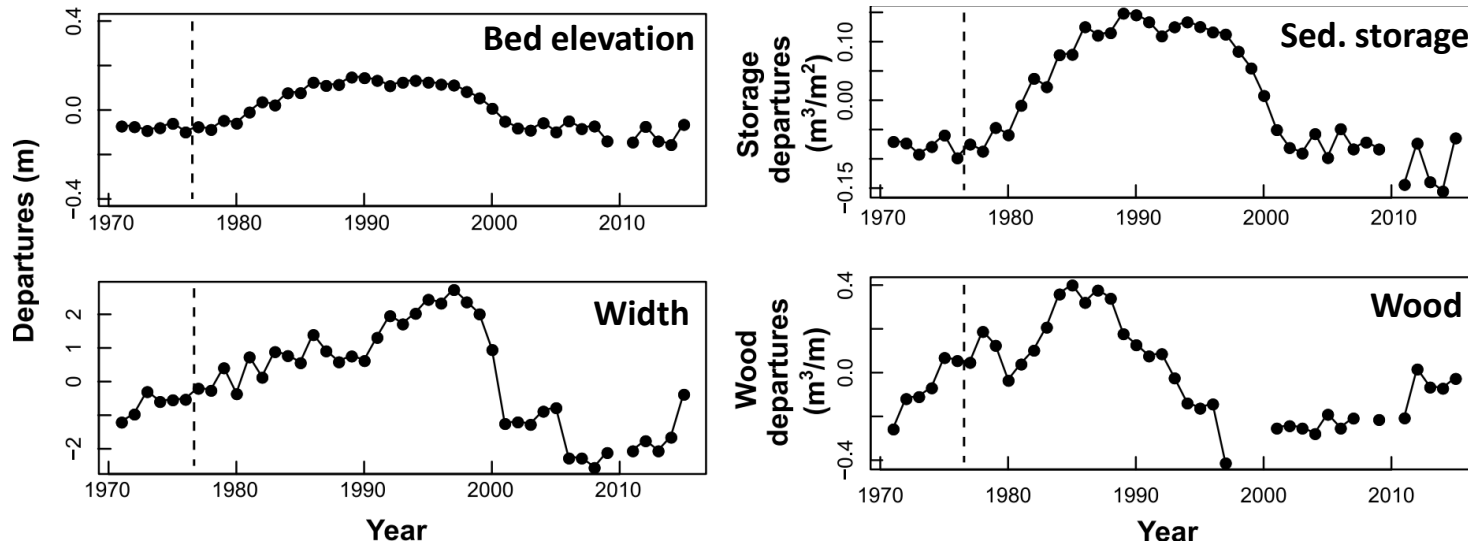 Departures (m)
Bed elevation
0.4
0.0
−0.4
1970 1980 1990 2000 2010
Storage
departures
(m³/m²)
Sed. storage
0.10
0.00
−0.15
1970 1980 1990 2000 2010
Width
2
1
0
−2
1970 1980 1990 2000 2010
Year
Wood
departures
(m³/m)
Wood
0.4
0.0
−0.4
1970 1980 1990 2000 2010
Year